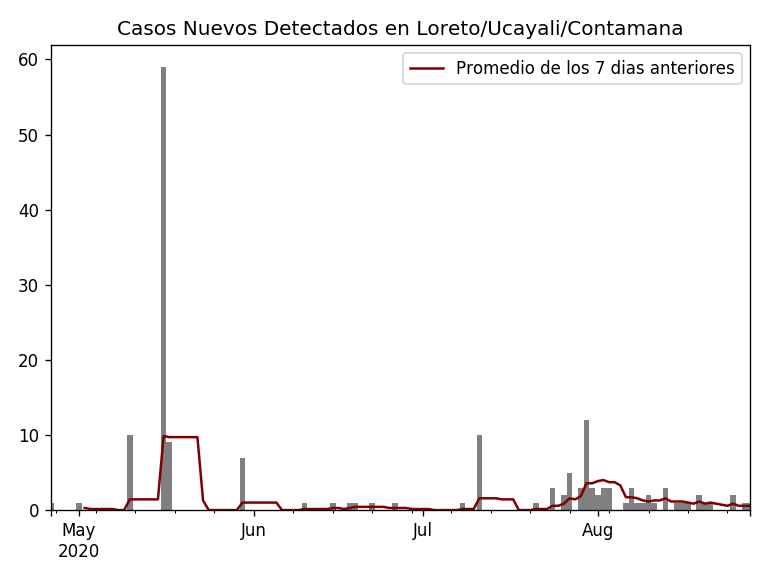 Casos Nuevos Detectados en Loreto/Ucayali/Contamana
Promedio de los 7 dias anteriores
60
50
40
30
20
10
0
May
2020
Jun
Jul
Aug